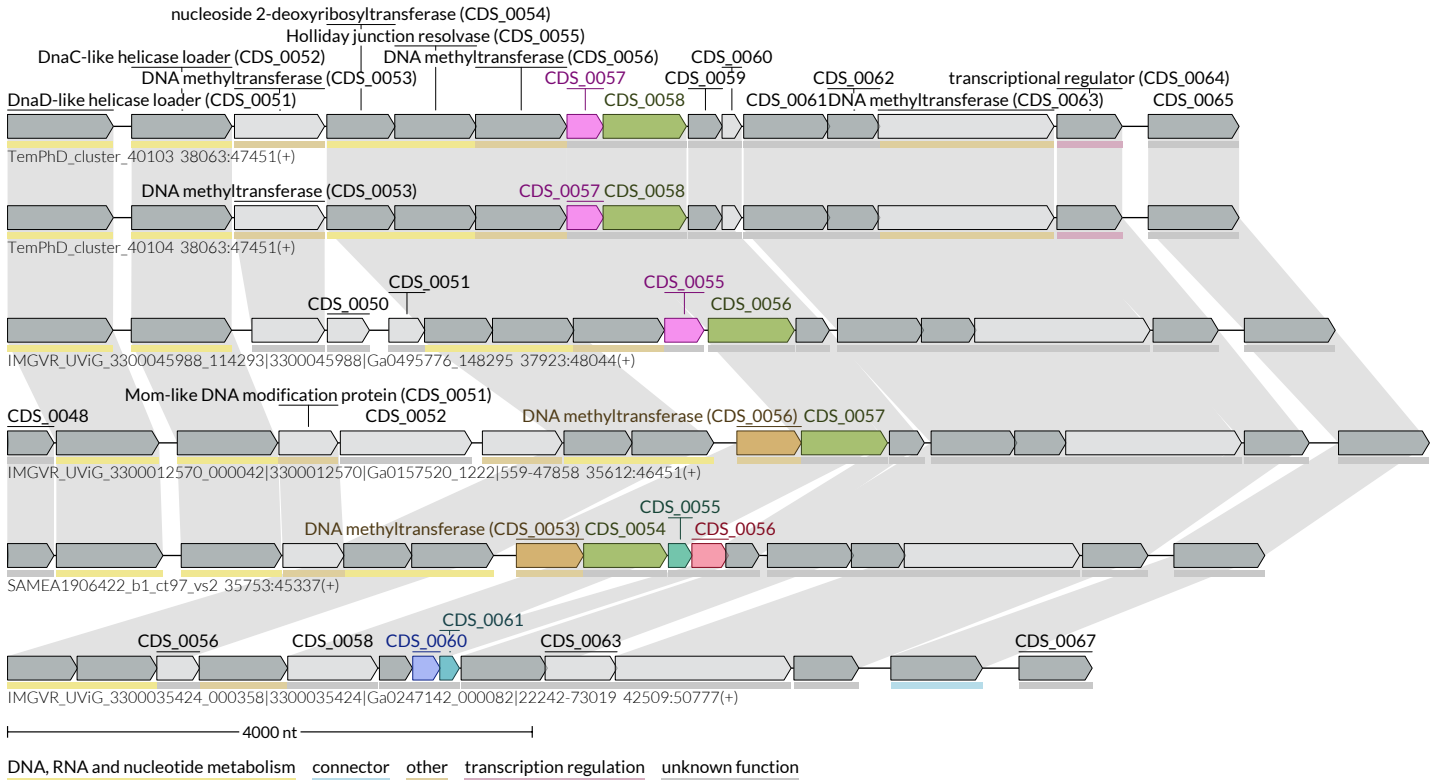 nucleoside 2-deoxyribosyltransferase (CDS_0054)
Holliday junction resolvase (CDS_0055)
DnaC-like helicase loader (CDS_0052) DNA methyltransferase (CDS_0056) CDS_0060
DNA methyltransferase (CDS_0053) CDS_0057 CDS_0059 CDS_0062 transcriptional regulator (CDS_0064)
DnaD-like helicase loader (CDS_0051) CDS_0058 CDS_0061 DNA methyltransferase (CDS_0063) CDS_0065
TemPhD_cluster_40103 38063:47451(+)
DNA methyltransferase (CDS_0053) CDS_0057 CDS_0058
TemPhD_cluster_40104 38063:47451(+)
CDS_0051 CDS_0055
CDS_0050 CDS_0056
IMGVR_UViG_3300045988_114293|3300045988|Ga0495776_148295 37923:48044(+)
Mom-like DNA modification protein (CDS_0051)
CDS_0048 CDS_0052 DNA methyltransferase (CDS_0056) CDS_0057
IMGVR_UViG_3300012570_000042|3300012570|Ga0157520_1222|559-47858 35612:46451(+)
CDS_0055
DNA methyltransferase (CDS_0053) CDS_0054 CDS_0056
SAMEA1906422_b1_ct97_vs2 35753:45337(+)
CDS_0061
CDS_0056 CDS_0058 CDS_0060 CDS_0063 CDS_0067
IMGVR_UViG_3300035424_000358|3300035424|Ga0247142_000082|22242-73019 42509:50777(+)
4000 nt
DNA, RNA and nucleotide metabolism connector other transcription regulation unknown function